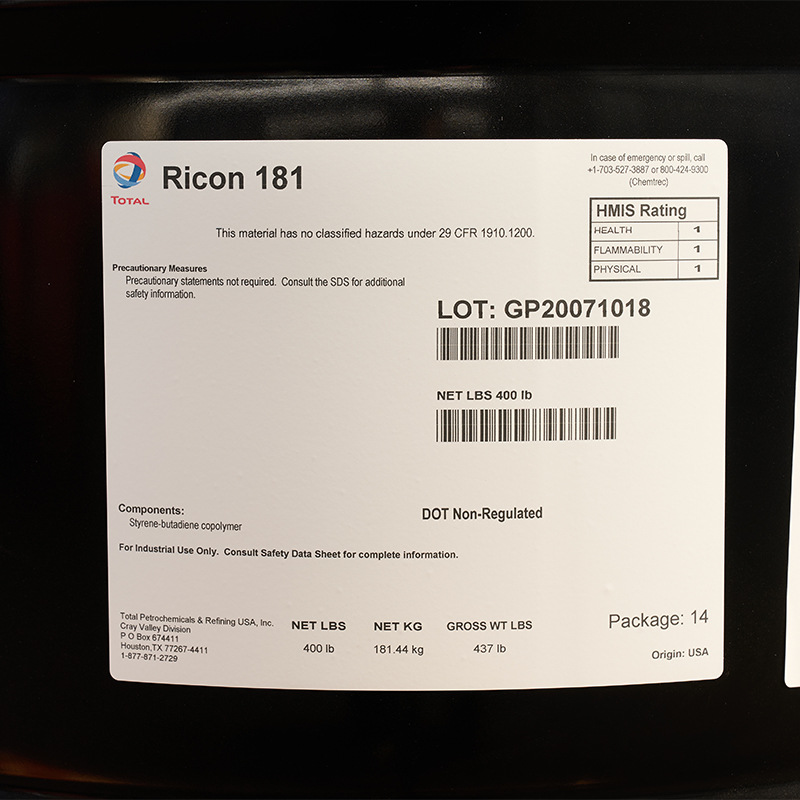 TOTAL
Ricon 181
In case of emergency or spill, call
+1-703-527-3887 or 800-424-9300
(Chemtrec)
HMIS Rating
HEALTH 1
FLAMMABILITY 1
PHYSICAL 1
This material has no classified hazards under 29 CFR 1910.1200.
Precautionary Measures
Precautionary statements not required. Consult the SDS for additional
safety information.
LOT: GP20071018
NET LBS 400 lb
Components:
Styrene-butadiene copolymer
DOT Non-Regulated
For Industrial Use Only. Consult Safety Data Sheet for complete information.
Total Petrochemicals & Refining USA, Inc.
Cray Valley Division
P O Box 674411
Houston,TX 77267-4411
1-877-871-2729
NET LBS NET KG GROSS WT LBS
400 lb 181.44 kg 437 lb
Package: 14
Origin: USA